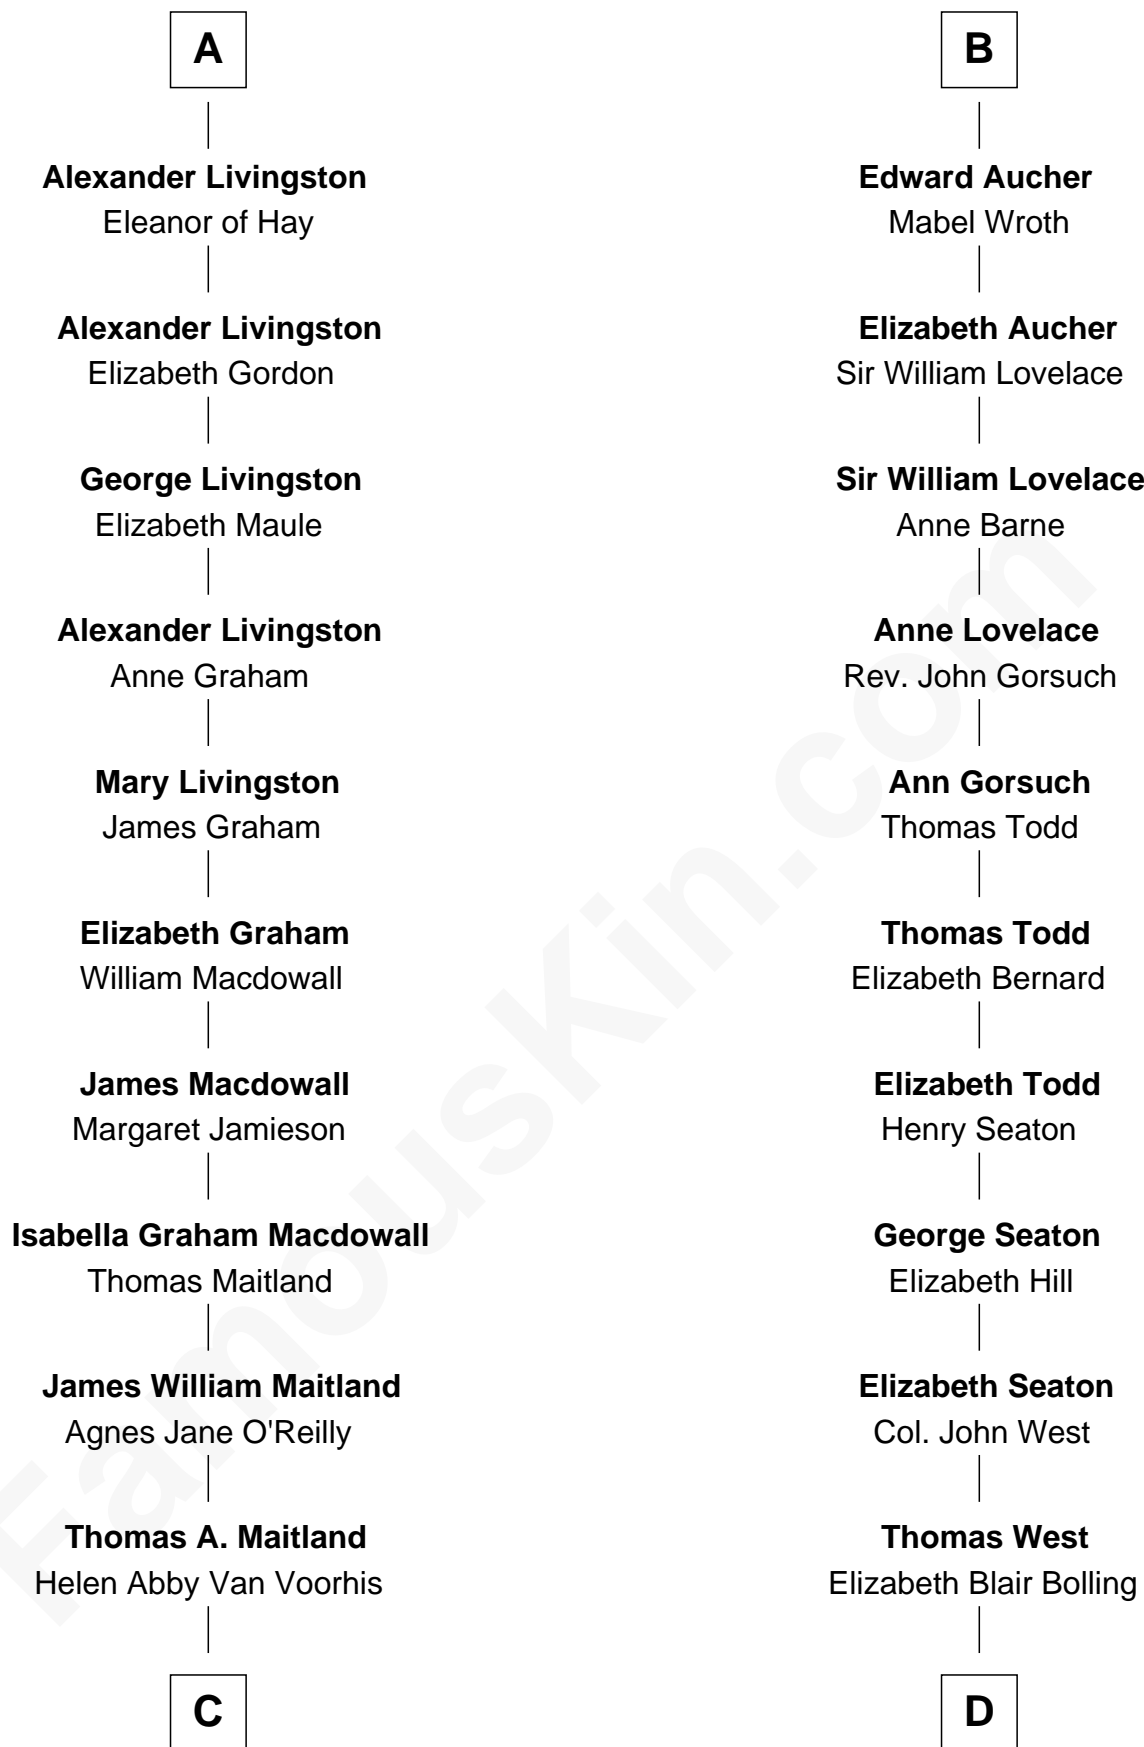 A
Alexander Livingston
Eleanor of Hay
Alexander Livingston
Elizabeth Gordon
George Livingston
Elizabeth Maule
Alexander Livingston
Anne Graham
Mary Livingston
James Graham
Elizabeth Graham
William Macdowall
James Macdowall
Margaret Jamieson
Isabella Graham Macdowall
Thomas Maitland
James William Maitland
Agnes Jane O'Reilly
Thomas A. Maitland
Helen Abby Van Voorhis
C
B
Edward Aucher
Mabel Wroth
Elizabeth Aucher
Sir William Lovelace
Sir William Lovelace
Anne Barne
Anne Lovelace
Rev. John Gorsuch
Ann Gorsuch
Thomas Todd
Thomas Todd
Elizabeth Bernard
Elizabeth Todd
Henry Seaton
George Seaton
Elizabeth Hill
Elizabeth Seaton
Col. John West
Thomas West
Elizabeth Blair Bolling
D
FamousKin.com